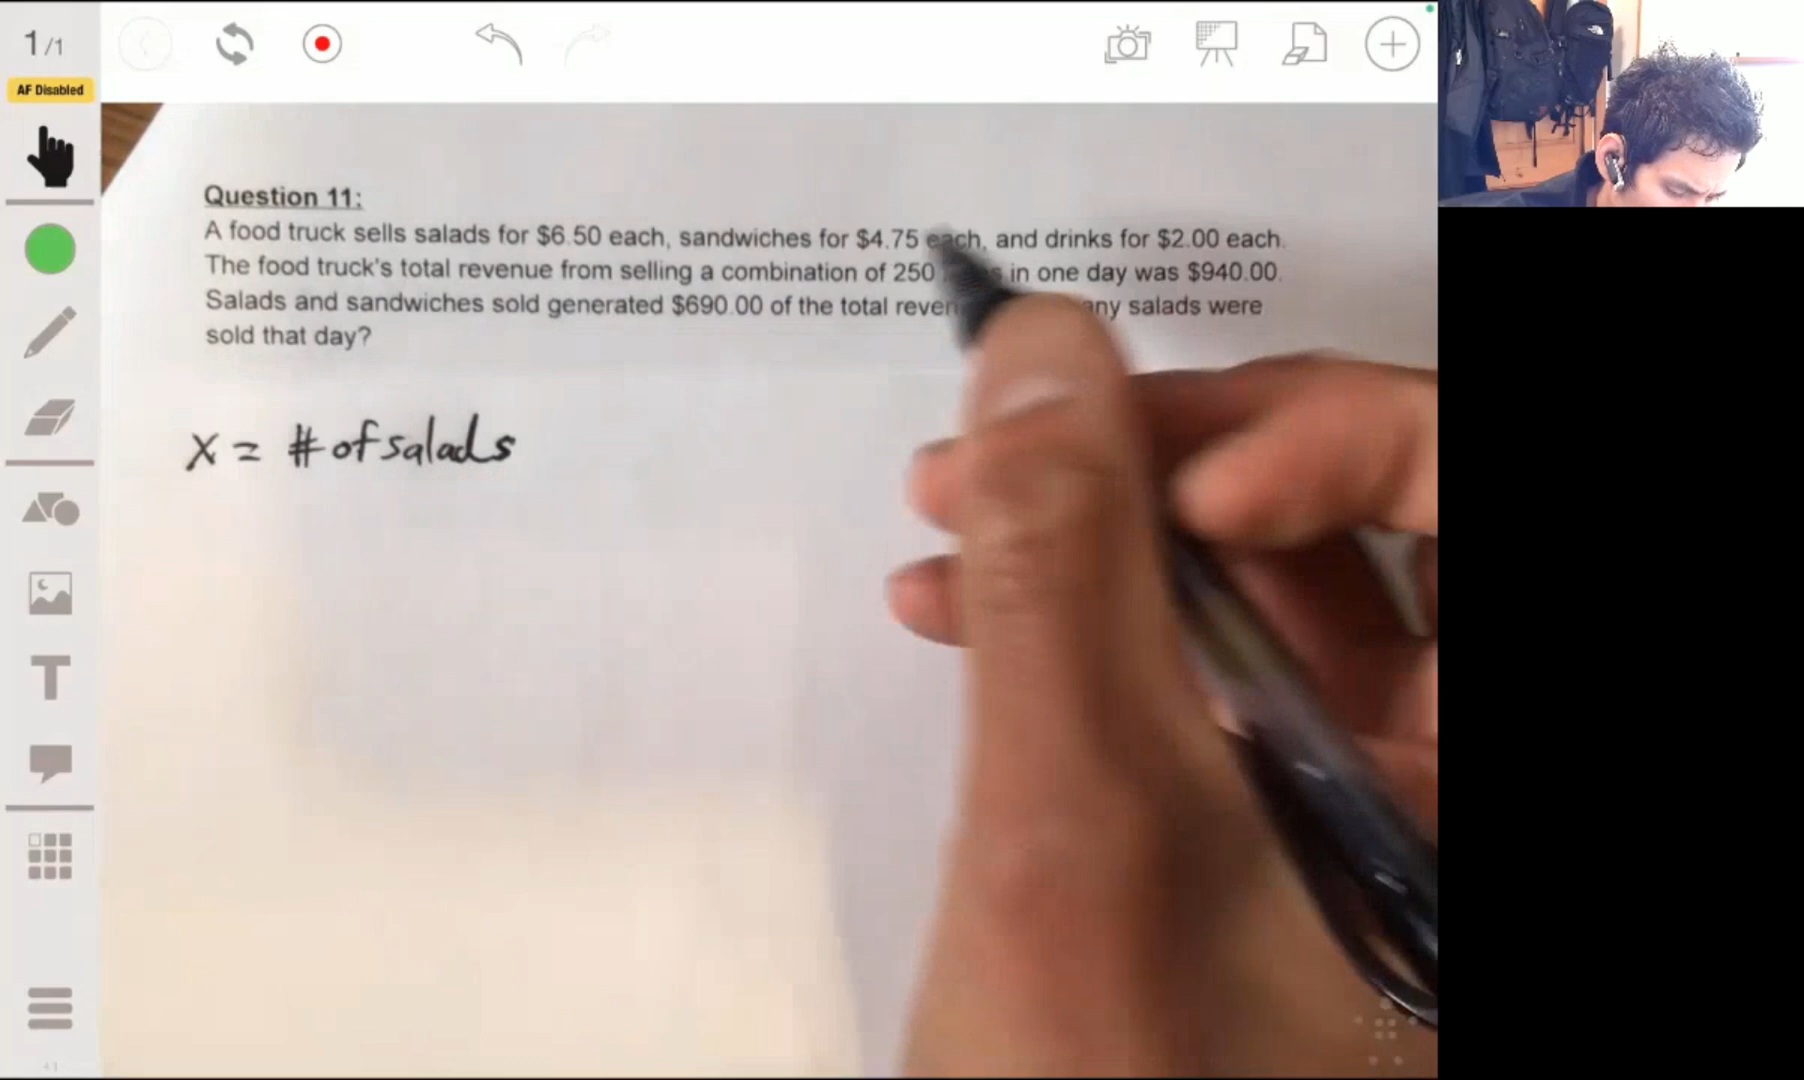 1/1
AF Disabled
Question 11:
A food truck sells salads for $6.50 each, sandwiches for $4.75 each, and drinks for $2.00 each.
The food truck's total revenue from selling a combination of 250 in one day was $940.00.
Salads and sandwiches sold generated $690.00 of the total salads were
sold that day?
x = # of salads
T